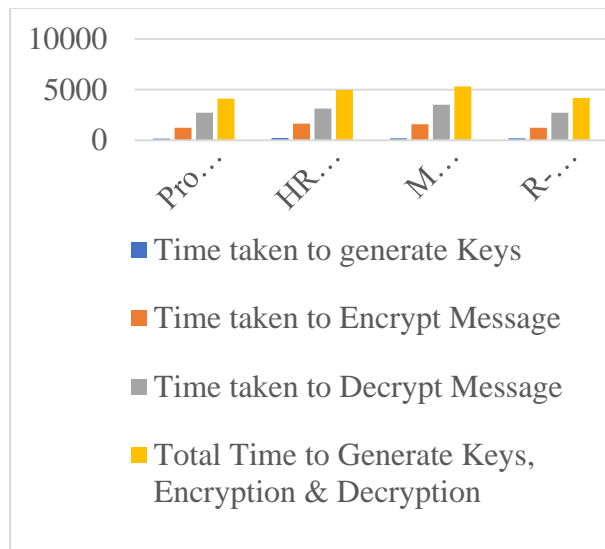 10000
5000
0
Pro…
HR…
M…
R-…
Time taken to generate Keys
Time taken to Encrypt Message
Time taken to Decrypt Message
Total Time to Generate Keys,
Encryption & Decryption